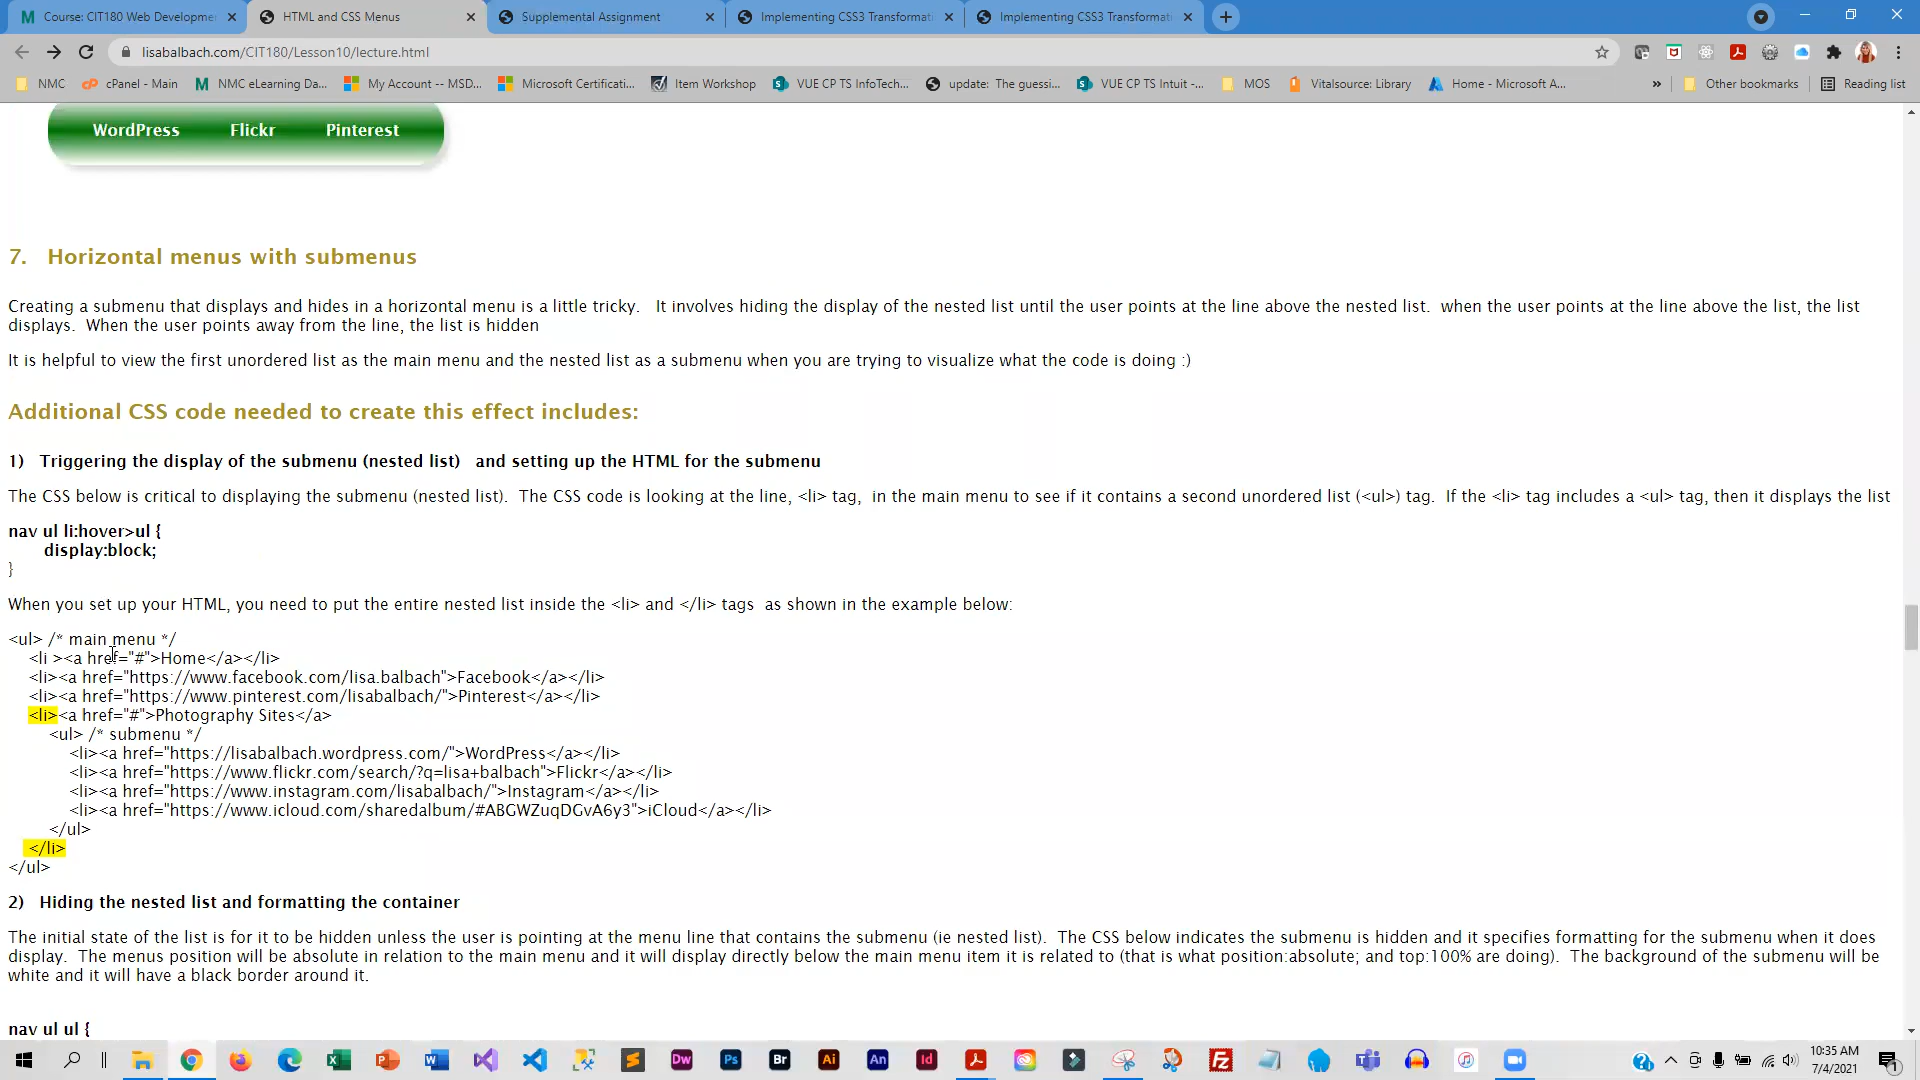 Course: CIT180 Web Developme
HTML and CSS Menus
Supplemental Assignment
Implementing CSS3 Transformati
Implementing CSS3 Transformati
lisabalbach.com/CIT180/Lesson10/lecture.html
NMC
cPanel - Main
NMC eLearning Da...
My Account -- MSD...
Microsoft Certificati...
Item Workshop
VUE CP TS InfoTech...
update: The guessi...
VUE CP TS Intuit -...
MOS
Vitalsource: Library
Home - Microsoft A...
»
Other bookmarks
Reading list
WordPress Flickr Pinterest
7. Horizontal menus with submenus
Creating a submenu that displays and hides in a horizontal menu is a little tricky. It involves hiding the display of the nested list until the user points at the line above the nested list. when the user points at the line above the list, the list
displays. When the user points away from the line, the list is hidden
It is helpful to view the first unordered list as the main menu and the nested list as a submenu when you are trying to visualize what the code is doing :)
Additional CSS code needed to create this effect includes:
1) Triggering the display of the submenu (nested list) and setting up the HTML for the submenu
The CSS below is critical to displaying the submenu (nested list). The CSS code is looking at the line, <li> tag, in the main menu to see if it contains a second unordered list (<ul>) tag. If the <li> tag includes a <ul> tag, then it displays the list
nav ul li:hover>ul {
display:block;
}
When you set up your HTML, you need to put the entire nested list inside the <li> and </li> tags as shown in the example below:
<ul> /* main menu */
<li ><a href="#">Home</a></li>
<li><a href="https://www.facebook.com/lisa.balbach">Facebook</a></li>
<li><a href="https://www.pinterest.com/lisabalbach/">Pinterest</a></li>
<li><a href="#">Photography Sites</a>
<ul> /* submenu */
<li><a href="https://lisabalbach.wordpress.com/">WordPress</a></li>
<li><a href="https://www.flickr.com/search/?q=lisa+balbach">Flickr</a></li>
<li><a href="https://www.instagram.com/lisabalbach/">Instagram</a></li>
<li><a href="https://www.icloud.com/sharedalbum/#ABGWZuqDGvA6y3">iCloud</a></li>
</ul>
</li>
</ul>
2) Hiding the nested list and formatting the container
The initial state of the list is for it to be hidden unless the user is pointing at the menu line that contains the submenu (ie nested list). The CSS below indicates the submenu is hidden and it specifies formatting for the submenu when it does
display. The menus position will be absolute in relation to the main menu and it will display directly below the main menu item it is related to (that is what position:absolute; and top:100% are doing). The background of the submenu will be
white and it will have a black border around it.
nav ul ul {
10:35 AM
7/4/2021